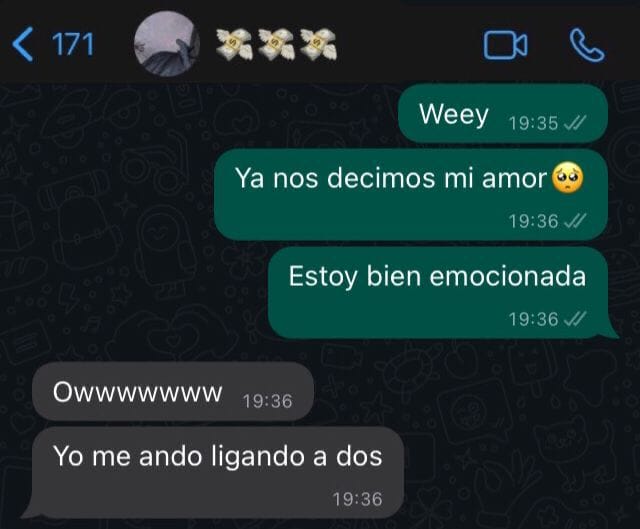 171 💸💸💸
Weey 19:35
Ya nos decimos mi amor🥺
19:36
Estoy bien emocionada
19:36
Owwwwwww 19:36
Yo me ando ligando a dos
19:36